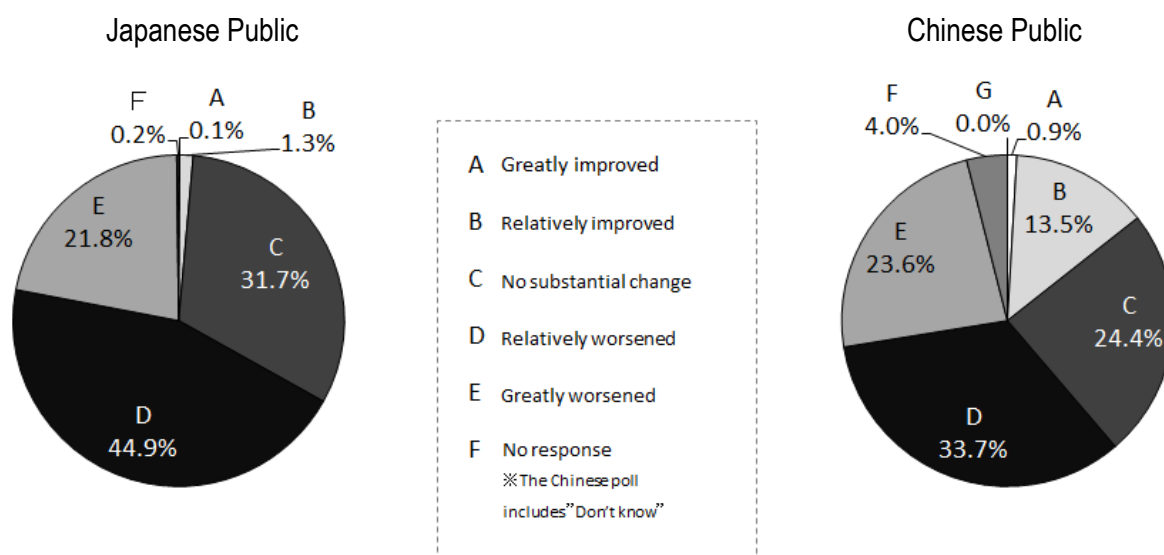 Japanese Public
F
0.2%
A
0.1%
B
1.3%
C
31.7%
D
44.9%
E
21.8%
A Greatly improved
B Relatively improved
C No substantial change
D Relatively worsened
E Greatly worsened
F No response
※The Chinese poll
includes”Don’t know”
Chinese Public
F
4.0%
G
0.0%
A
0.9%
B
13.5%
C
24.4%
D
33.7%
E
23.6%